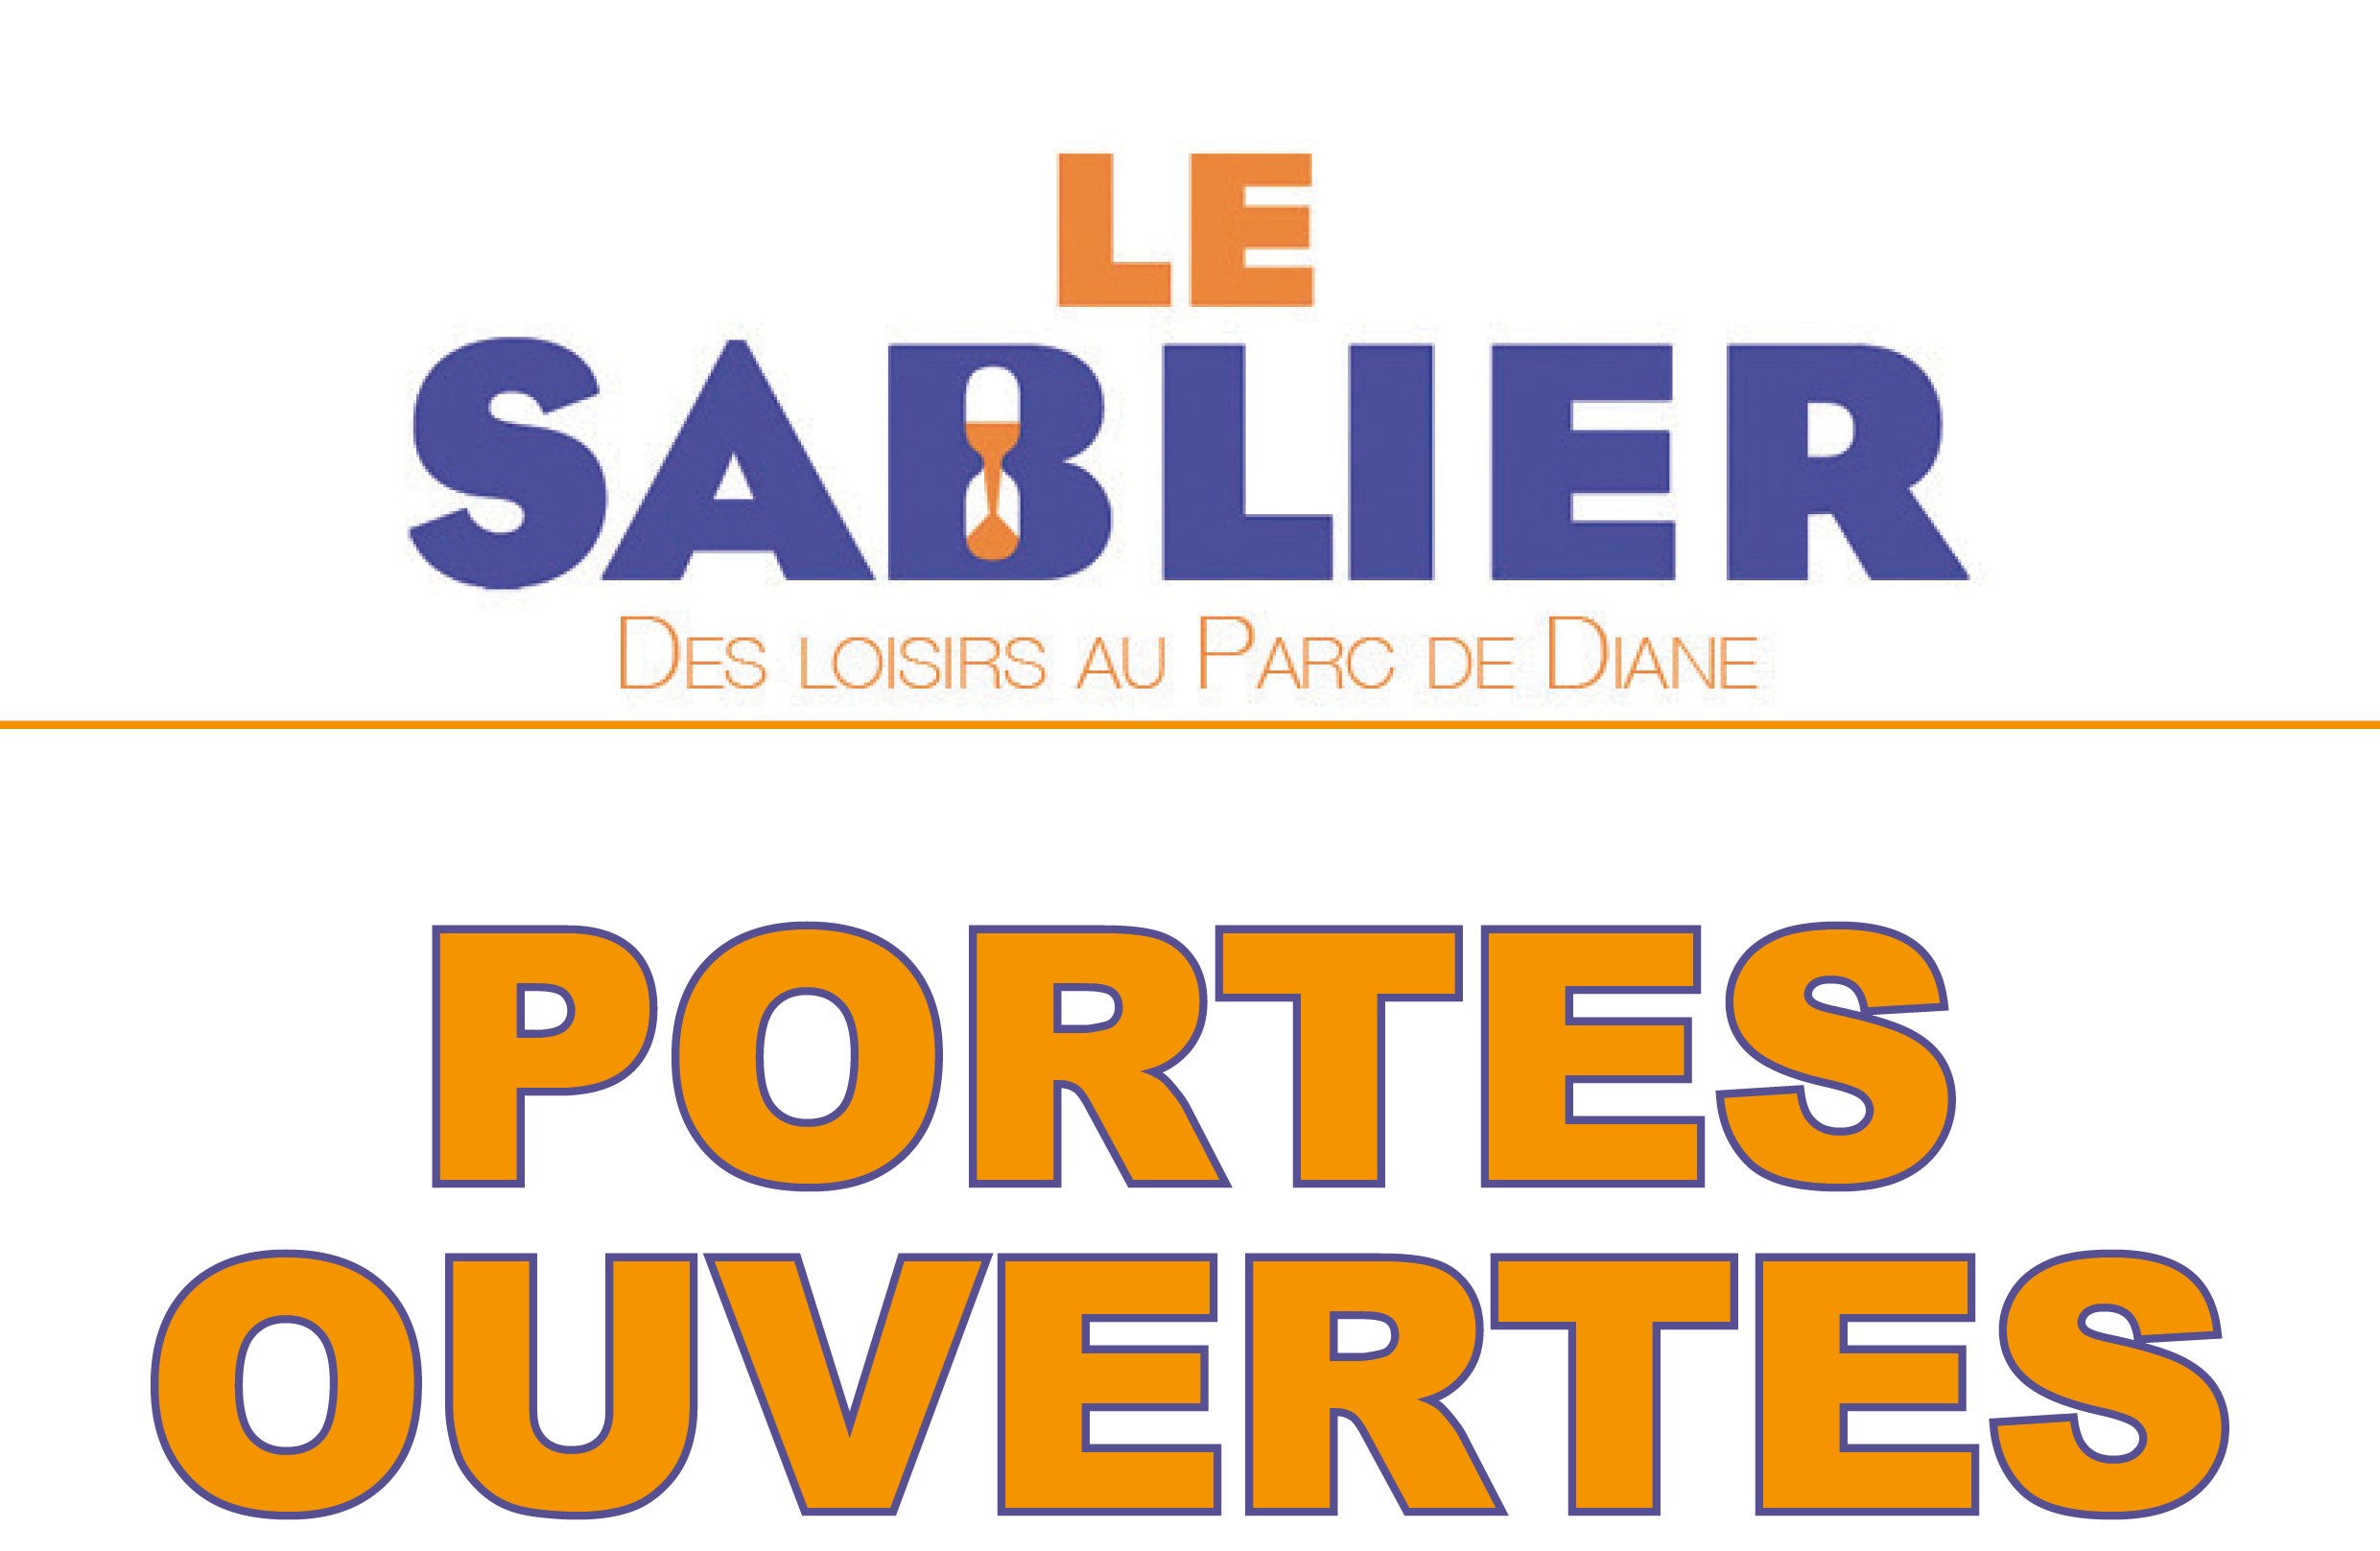 LE
SABLIER
DES LOISIRS AU PARC DE DIANE
PORTES
OUVERTES